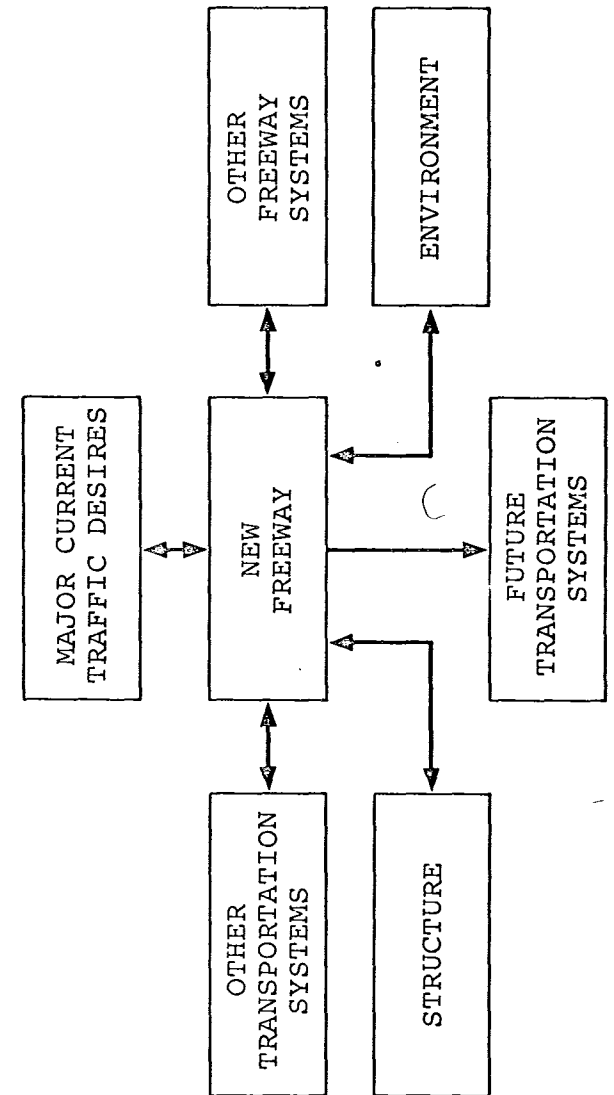 MAJOR CURRENT
TRAFFIC DESIRES
OTHER
TRANSPORTATION
SYSTEMS
NEW
FREEWAY
OTHER
FREEWAY
SYSTEMS
STRUCTURE
FUTURE
TRANSPORTATION
SYSTEMS
ENVIRONMENT